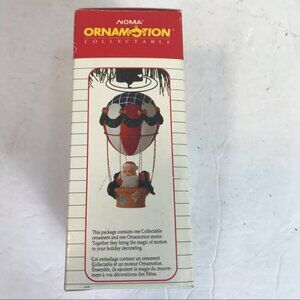 NOMA
ORNAMOTION
COLLECTABLE
This package contains one Collectable
ornament and one Ornamotion motor.
Together they bring the magic of motion
to your holiday decorating.
Cet emballage contient un ornement
Collectable et un moteur Ornamotion.
Ensemble, ils ajoutent la magie du mouve-
ment à vos décorations des Fêtes.